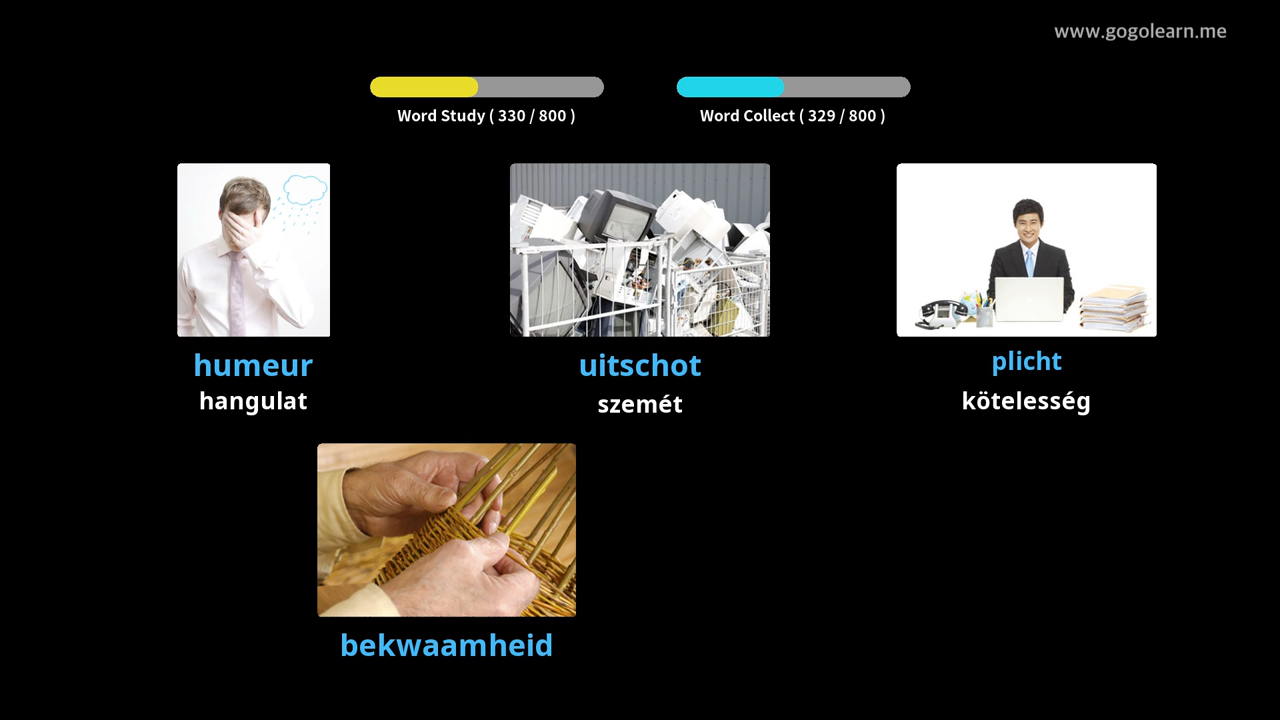 www.gogolearn.me
Word Study ( 330 / 800 )
Word Collect ( 329 / 800 )
humeur
hangulat
uitschot
szemét
plicht
kötelesség
bekwaamheid